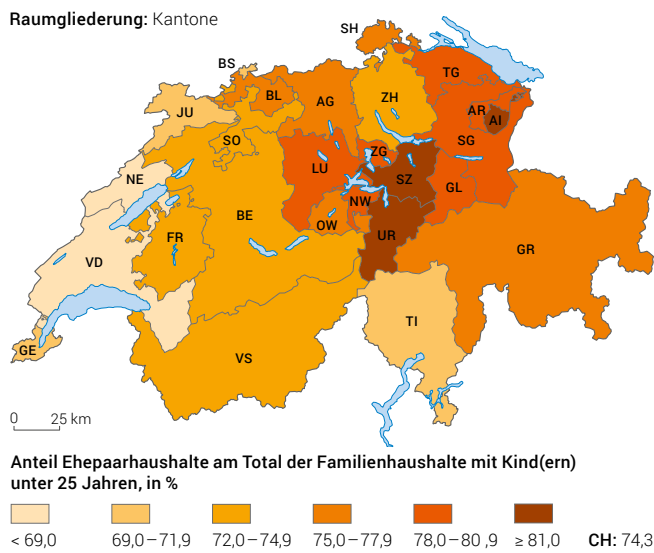 Raumgliederung: Kantone
SH
BS
TG
BL
AG
ZH
JU
AR
AI
SO
SG
ZG
LU
NE
SZ
GL
NW
BE
OW
FR
UR
GR
VD
TI
GE
VS
0 25 km
Anteil Ehepaarhaushalte am Total der Familienhaushalte mit Kind(ern)
unter 25 Jahren, in %
< 69,0 69,0–71,9 72,0–74,9 75,0–77,9 78,0–80,9 ≥ 81,0 CH: 74,3